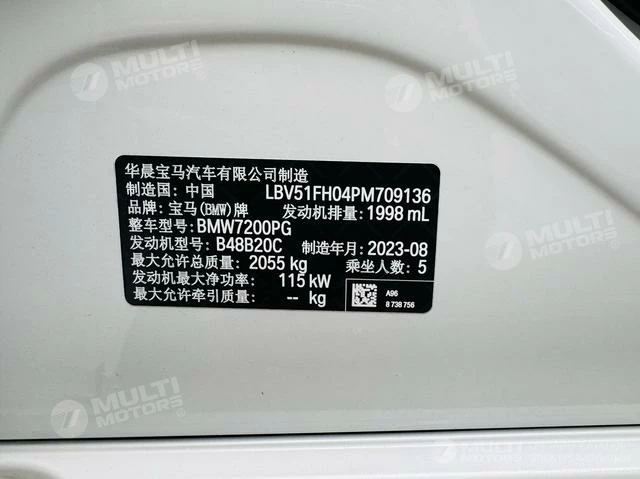 MULTI
MOTORS
MULTI
MOTORS
华晨宝马汽车有限公司制造
制造国: 中国 LBV51FH04PM709136
品牌: 宝马(BMW)牌 发动机排量: 1998 mL
整车型号: BMW7200PG
发动机型号: B48B20C 制造年月: 2023-08
最大允许总质量: 2055 kg 乘坐人数: 5
发动机最大净功率: 115 kW
最大允许牵引质量: -- kg
A96
8 738 756
MULTI
MOTORS
MULTI
MOTORS